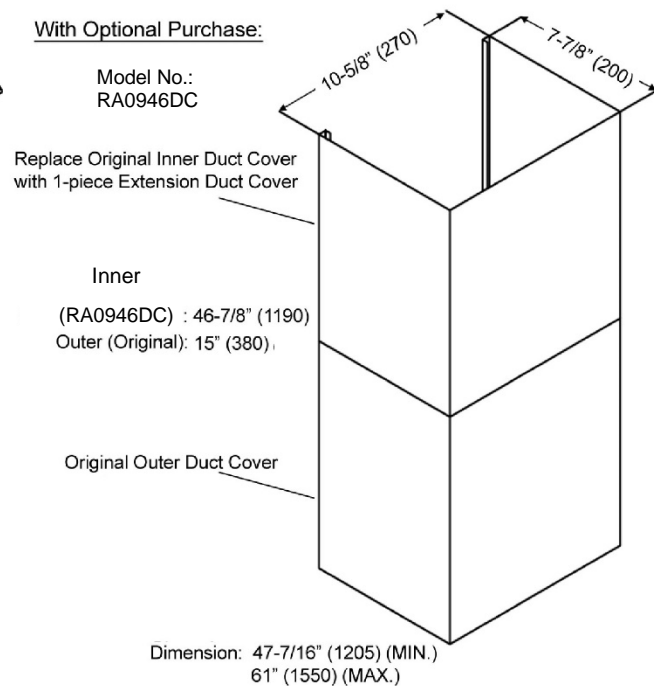 With Optional Purchase:
Model No.:
RA0946DC
10-5/8” (270)
7-7/8” (200)
Replace Original Inner Duct Cover
with 1-piece Extension Duct Cover
Inner
(RA0946DC) : 46-7/8” (1190)
Outer (Original): 15” (380)
Original Outer Duct Cover
Dimension: 47-7/16” (1205) (MIN.)
61” (1550) (MAX.)